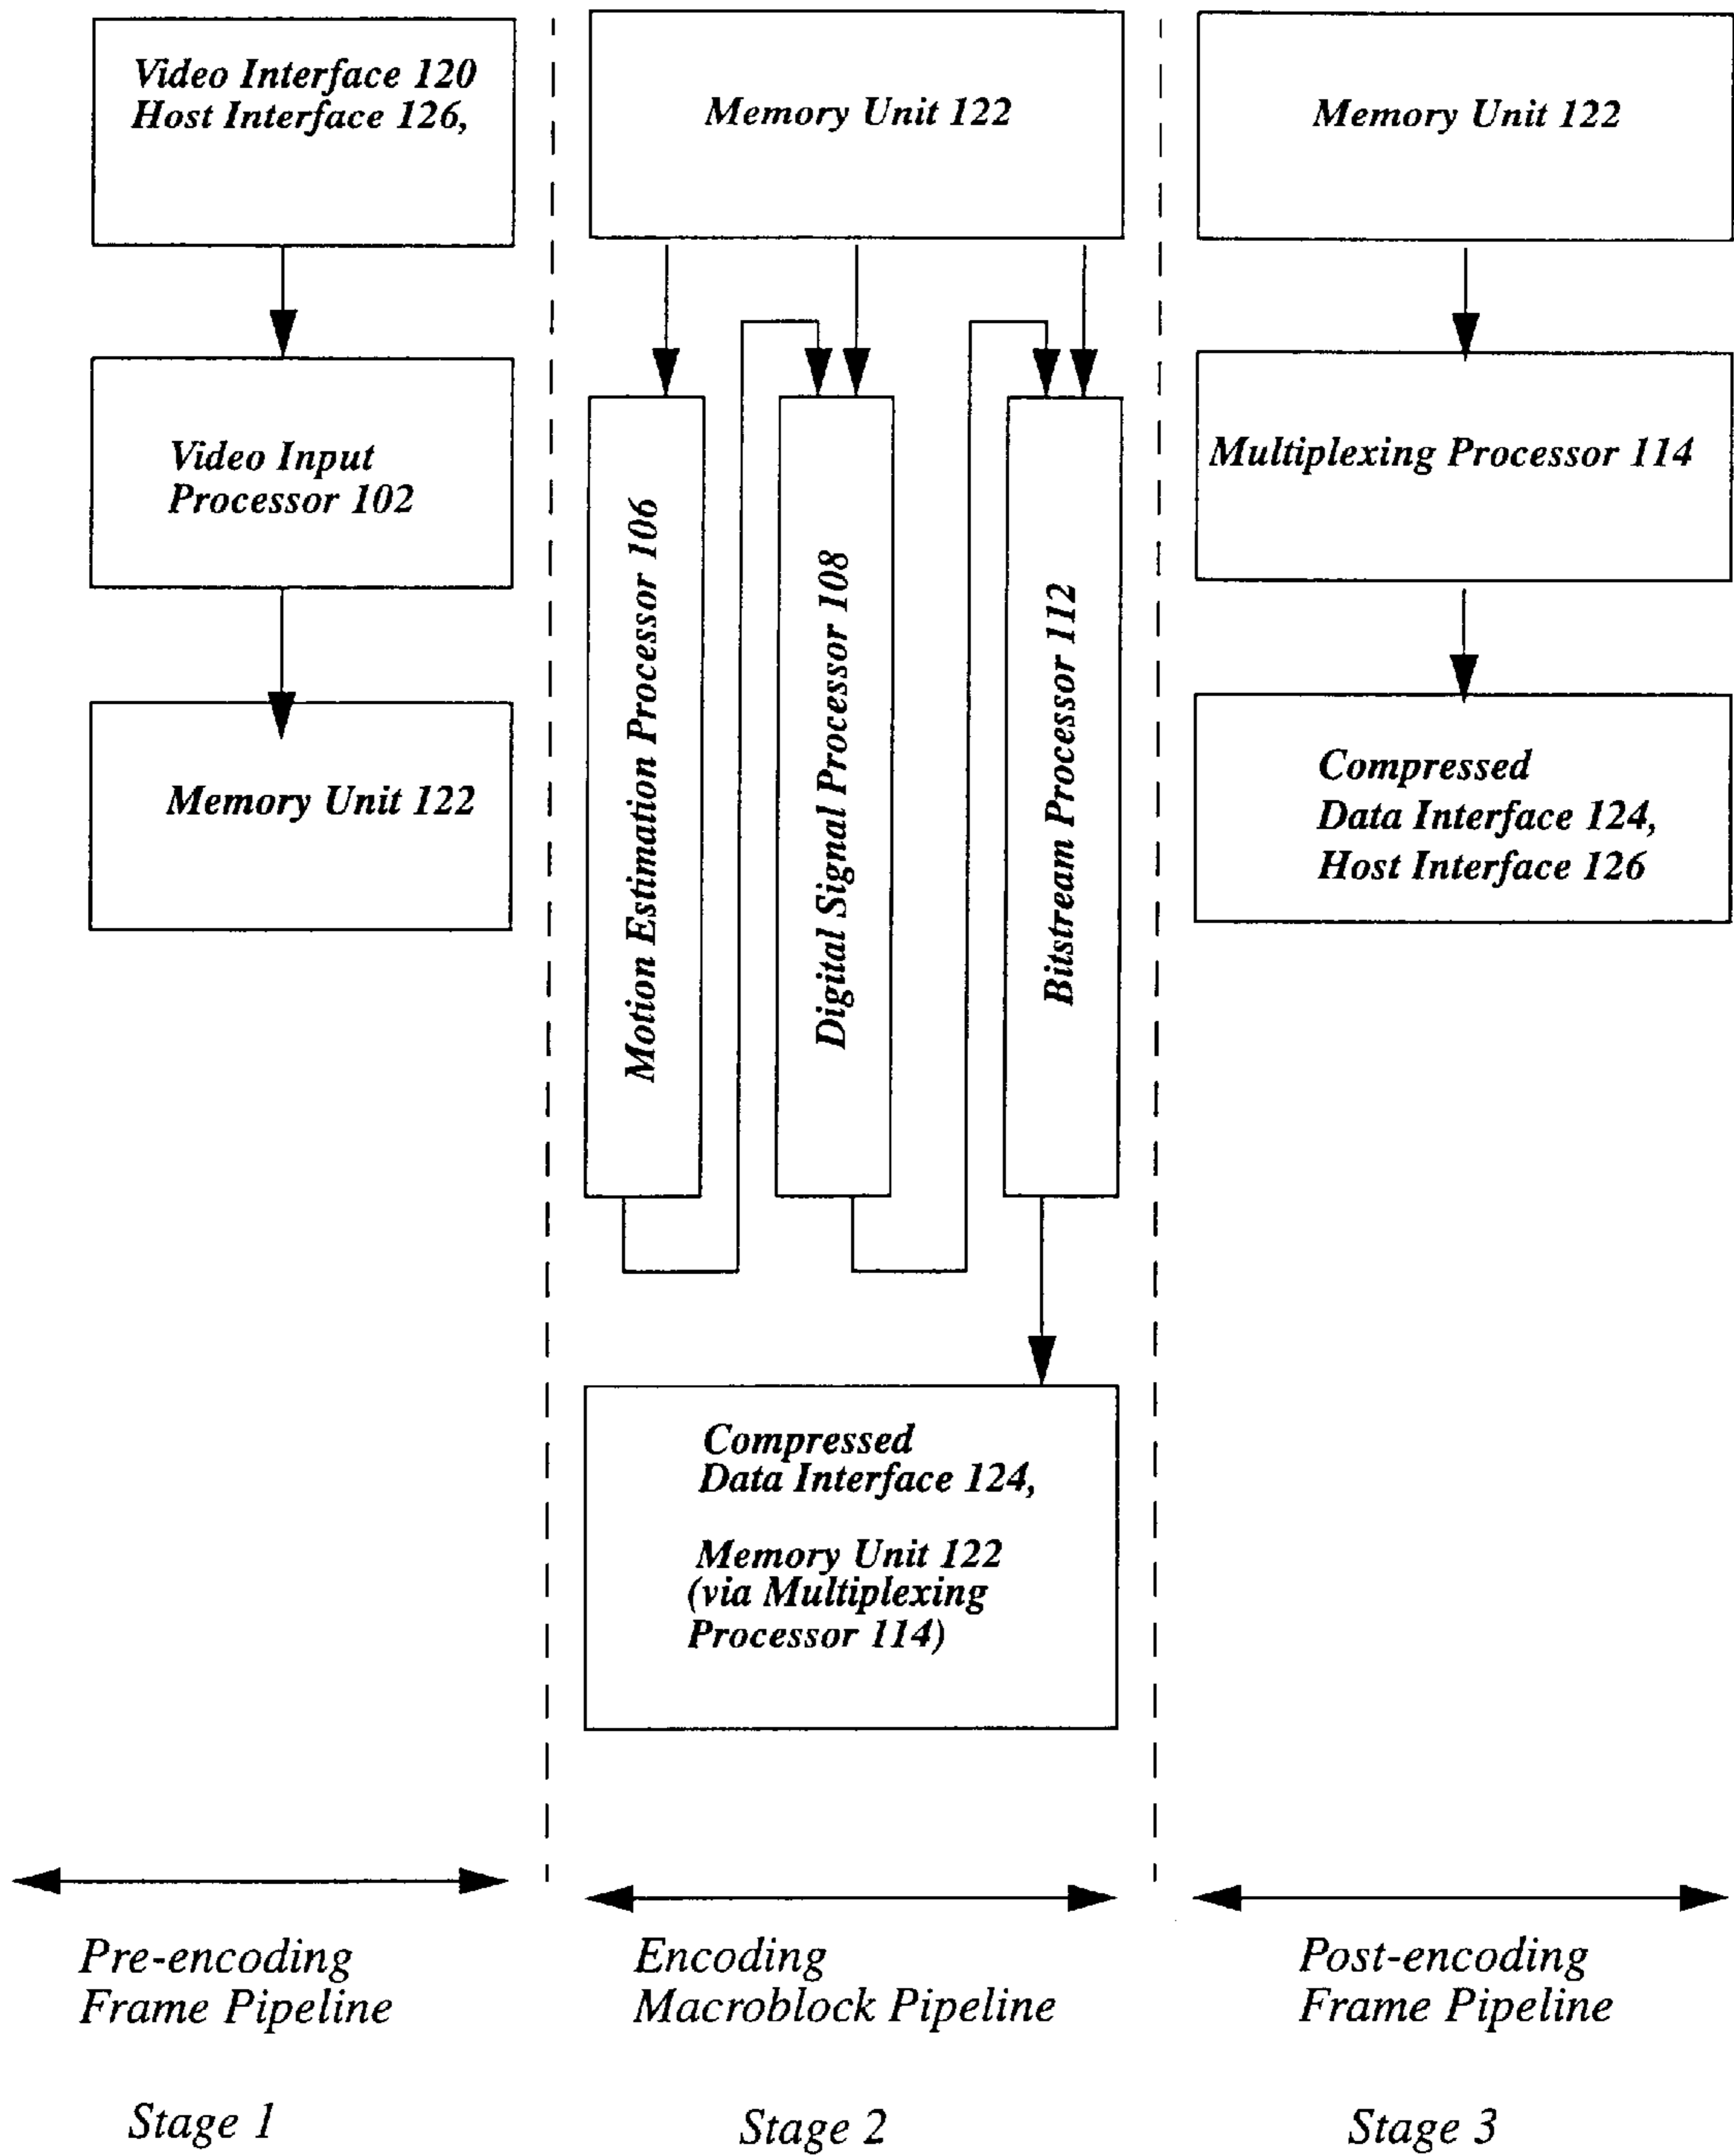 Video Interface 120
Host Interface 126,
Video Input
Processor 102
Memory Unit 122
Memory Unit 122
Motion Estimation Processor 106
Digital Signal Processor 108
Bitstream Processor 112
Compressed
Data Interface 124,
Memory Unit 122
(via Multiplexing
Processor 114)
Memory Unit 122
Multiplexing Processor 114
Compressed
Data Interface 124,
Host Interface 126
Pre-encoding
Frame Pipeline
Stage 1
Encoding
Macroblock Pipeline
Stage 2
Post-encoding
Frame Pipeline
Stage 3